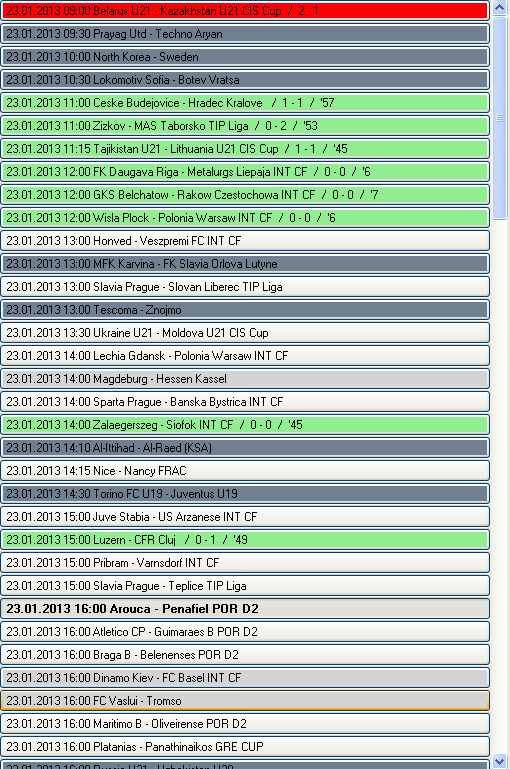 23.01.2013 09:00 Belarus U21 - Kazakhstan U21 CIS Cup / 2 - 1
23.01.2013 09:30 Prayag Utd - Techno Aryan
23.01.2013 10:00 North Korea - Sweden
23.01.2013 10:30 Lokomotiv Sofia - Botev Vratsa
23.01.2013 11:00 Ceske Budejovice - Hradec Kralove / 1 - 1 / '57
23.01.2013 11:00 Zizkov - MAS Taborsko TIP Liga / 0 - 2 / '53
23.01.2013 11:15 Tajikistan U21 - Lithuania U21 CIS Cup / 1 - 1 / '45
23.01.2013 12:00 FK Daugava Riga - Metalurgs Liepaja INT CF / 0 - 0 / '6
23.01.2013 12:00 GKS Belchatow - Rakow Czestochowa INT CF / 0 - 0 / '7
23.01.2013 12:00 Wisla Plock - Polonia Warsaw INT CF / 0 - 0 / '6
23.01.2013 13:00 Honved - Veszpremi FC INT CF
23.01.2013 13:00 MFK Karvina - FK Slavia Orlova Lutyne
23.01.2013 13:00 Slavia Prague - Slovan Liberec TIP Liga
23.01.2013 13:00 Tescoma - Znojmo
23.01.2013 13:30 Ukraine U21 - Moldova U21 CIS Cup
23.01.2013 14:00 Lechia Gdansk - Polonia Warsaw INT CF
23.01.2013 14:00 Magdeburg - Hessen Kassel
23.01.2013 14:00 Sparta Prague - Banska Bystrica INT CF
23.01.2013 14:00 Zalaegerszeg - Siofok INT CF / 0 - 0 / '45
23.01.2013 14:10 Al-Ittihad - Al-Raed (KSA)
23.01.2013 14:15 Nice - Nancy FRAC
23.01.2013 14:30 Torino FC U19 - Juventus U19
23.01.2013 15:00 Juve Stabia - US Arzanese INT CF
23.01.2013 15:00 Luzern - CFR Cluj / 0 - 1 / '49
23.01.2013 15:00 Pribram - Varnsdorf INT CF
23.01.2013 15:00 Slavia Prague - Teplice TIP Liga
23.01.2013 16:00 Arouca - Penafiel POR D2
23.01.2013 16:00 Atletico CP - Guimaraes B POR D2
23.01.2013 16:00 Braga B - Belenenses POR D2
23.01.2013 16:00 Dinamo Kiev - FC Basel INT CF
23.01.2013 16:00 FC Vaslui - Tromso
23.01.2013 16:00 Maritimo B - Oliveirense POR D2
23.01.2013 16:00 Platanias - Panathinaikos GRE CUP